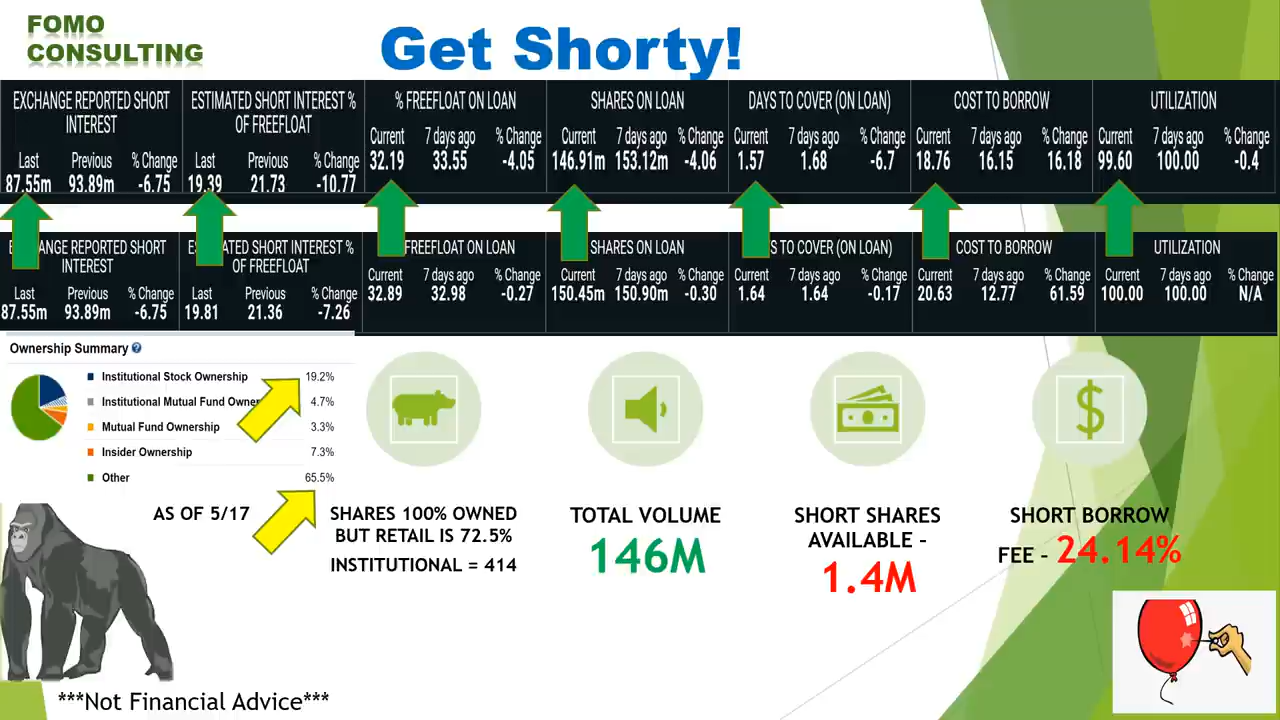 FOMO
CONSULTING
Get Shorty!
EXCHANGE REPORTED SHORT
INTEREST
Last Previous % Change
87.55m 93.89m -6.75
ESTIMATED SHORT INTEREST %
OF FREEFLOAT
Last Previous % Change
19.39 21.73 -10.77
% FREEFLOAT ON LOAN
Current 7 days ago % Change
32.19 33.55 -4.05
SHARES ON LOAN
Current 7 days ago % Change
146.91m 153.12m -4.06
DAYS TO COVER (ON LOAN)
Current 7 days ago % Change
1.57 1.68 -6.7
COST TO BORROW
Current 7 days ago % Change
18.76 16.15 16.18
UTILIZATION
Current 7 days ago % Change
99.60 100.00 -0.4
REPORTED SHORT
INTEREST
Last Previous % Change
87.55m 93.89m -6.75
SHORT INTEREST %
OF FREEFLOAT
Last Previous % Change
19.81 21.36 -7.26
FREEFLOAT ON LOAN
Current 7 days ago % Change
32.89 32.98 -0.27
SHARES ON LOAN
Current 7 days ago % Change
150.45m 150.90m -0.30
TO COVER (ON LOAN)
Current 7 days ago % Change
1.64 1.64 -0.17
COST TO BORROW
Current 7 days ago % Change
20.63 12.77 61.59
UTILIZATION
Current 7 days ago % Change
100.00 100.00 N/A
Ownership Summary ?
Institutional Stock Ownership 19.2%
Institutional Mutual Fund 4.7%
Mutual Fund Ownership 3.3%
Insider Ownership 7.3%
Other 65.5%
AS OF 5/17
SHARES 100% OWNED
BUT RETAIL IS 72.5%
INSTITUTIONAL = 414
TOTAL VOLUME
146M
SHORT SHARES
AVAILABLE -
1.4M
SHORT BORROW
FEE - 24.14%
***Not Financial Advice***